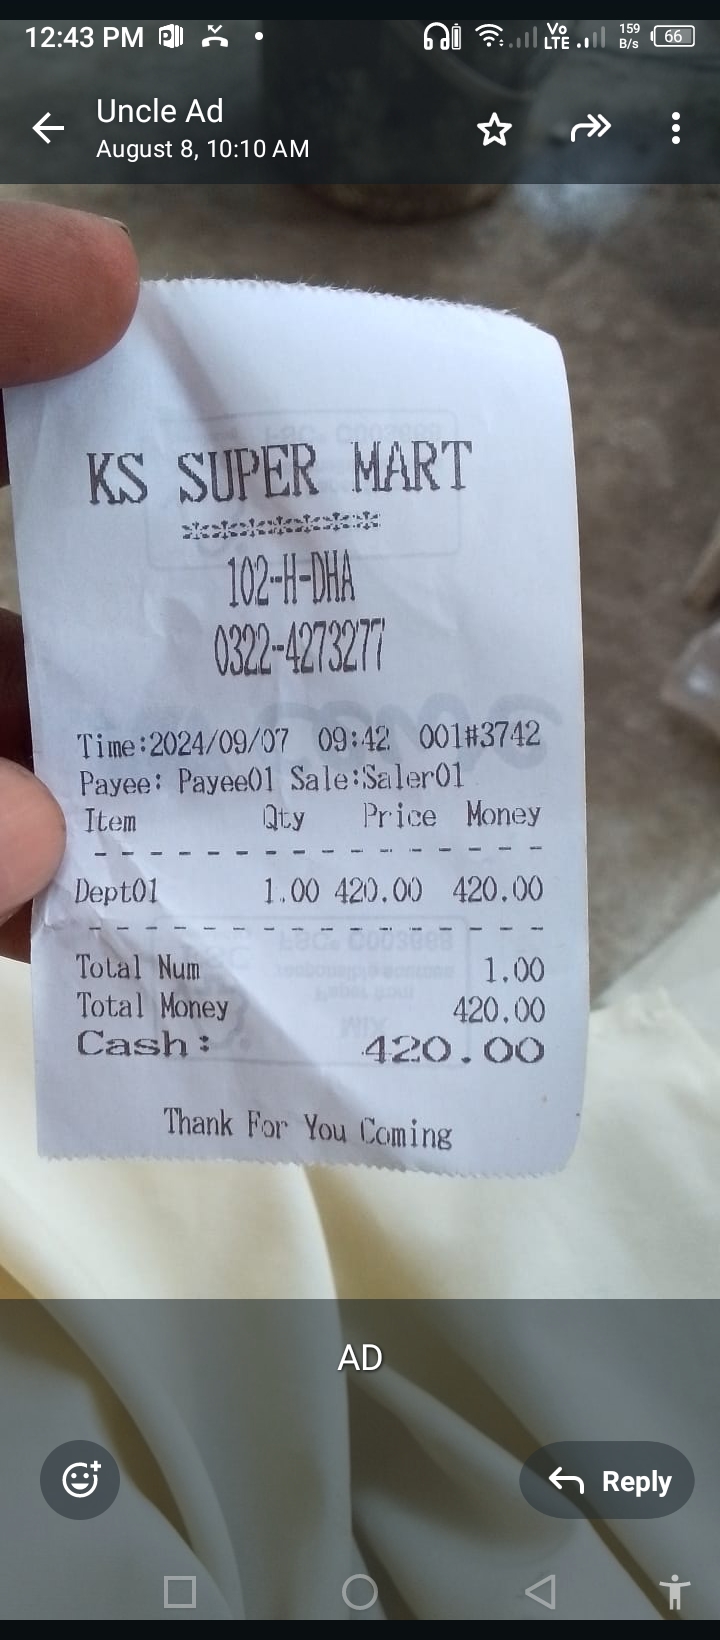 12:43 PM
Vo LTE
159 B/s
66
Uncle Ad
August 8, 10:10 AM
KS SUPER MART
**********
102-H-DHA
0322-4273277
Time:2024/09/07 09:42 001#3742
Payee: Payee01 Sale:Saler01
Item Qty Price Money
Dept01 1.00 420.00 420.00
Total Num 1.00
Total Money 420.00
Cash: 420.00
Thank For You Coming
AD
Reply